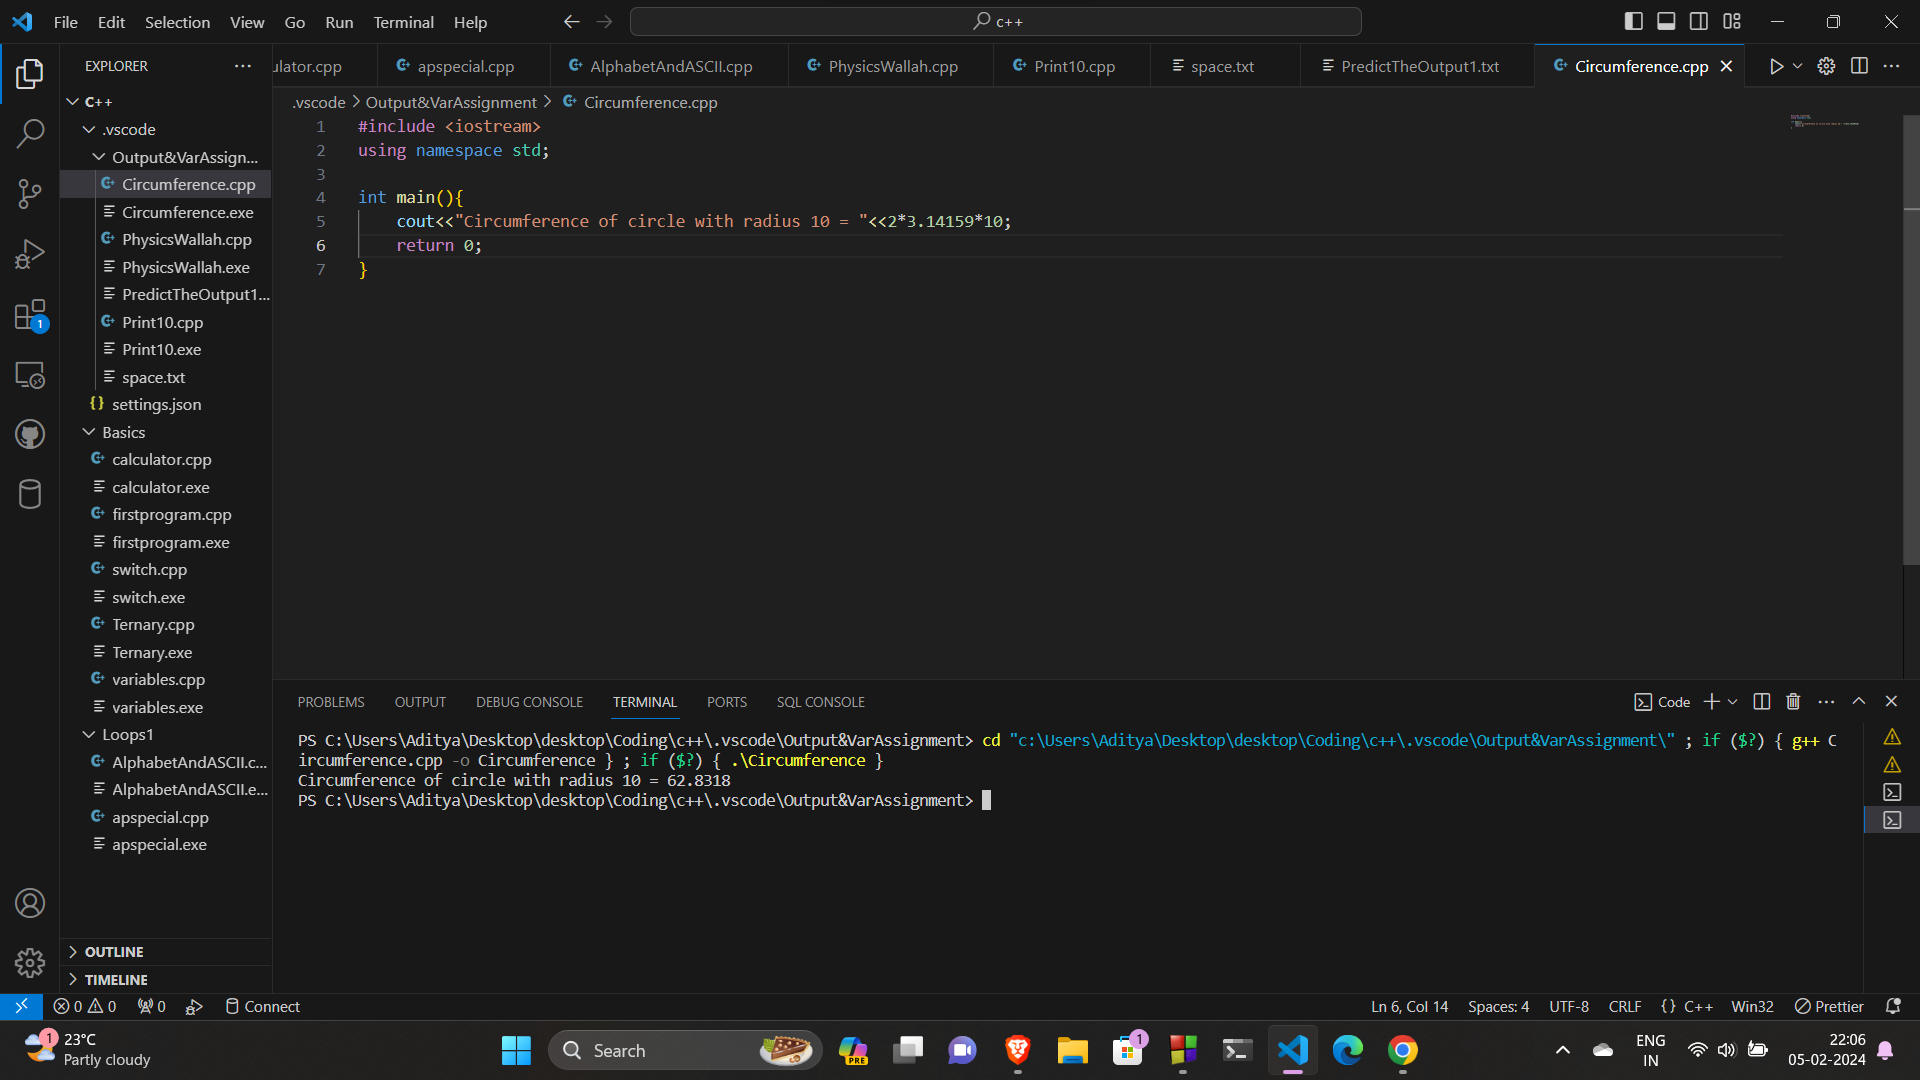 File Edit Selection View Go Run Terminal Help
c++
EXPLORER
ulator.cpp apspecial.cpp AlphabetAndASCII.cpp PhysicsWallah.cpp Print10.cpp space.txt PredictTheOutput1.txt Circumference.cpp
C++
.vscode
Output&VarAssign...
Circumference.cpp
Circumference.exe
PhysicsWallah.cpp
PhysicsWallah.exe
PredictTheOutput1...
Print10.cpp
Print10.exe
space.txt
settings.json
Basics
calculator.cpp
calculator.exe
firstprogram.cpp
firstprogram.exe
switch.cpp
switch.exe
Ternary.cpp
Ternary.exe
variables.cpp
variables.exe
Loops1
AlphabetAndASCII.c...
AlphabetAndASCII.e...
apspecial.cpp
apspecial.exe
OUTLINE
TIMELINE
1
.vscode > Output&VarAssignment > Circumference.cpp
1 #include <iostream>
2 using namespace std;
3
4 int main(){
5 cout<<"Circumference of circle with radius 10 = "<<2*3.14159*10;
6 return 0;
7 }
PROBLEMS OUTPUT DEBUG CONSOLE TERMINAL PORTS SQL CONSOLE
Code
PS C:\Users\Aditya\Desktop\desktop\Coding\c++\.vscode\Output&VarAssignment> cd "c:\Users\Aditya\Desktop\desktop\Coding\c++\.vscode\Output&VarAssignment\" ; if ($?) { g++ C
ircumference.cpp -o Circumference } ; if ($?) { .\Circumference }
Circumference of circle with radius 10 = 62.8318
PS C:\Users\Aditya\Desktop\desktop\Coding\c++\.vscode\Output&VarAssignment>
0 0 0 Connect
Ln 6, Col 14 Spaces: 4 UTF-8 CRLF {} C++ Win32 Prettier
1
23°C
Partly cloudy
Search
PRE
1
ENG
IN
22:06
05-02-2024